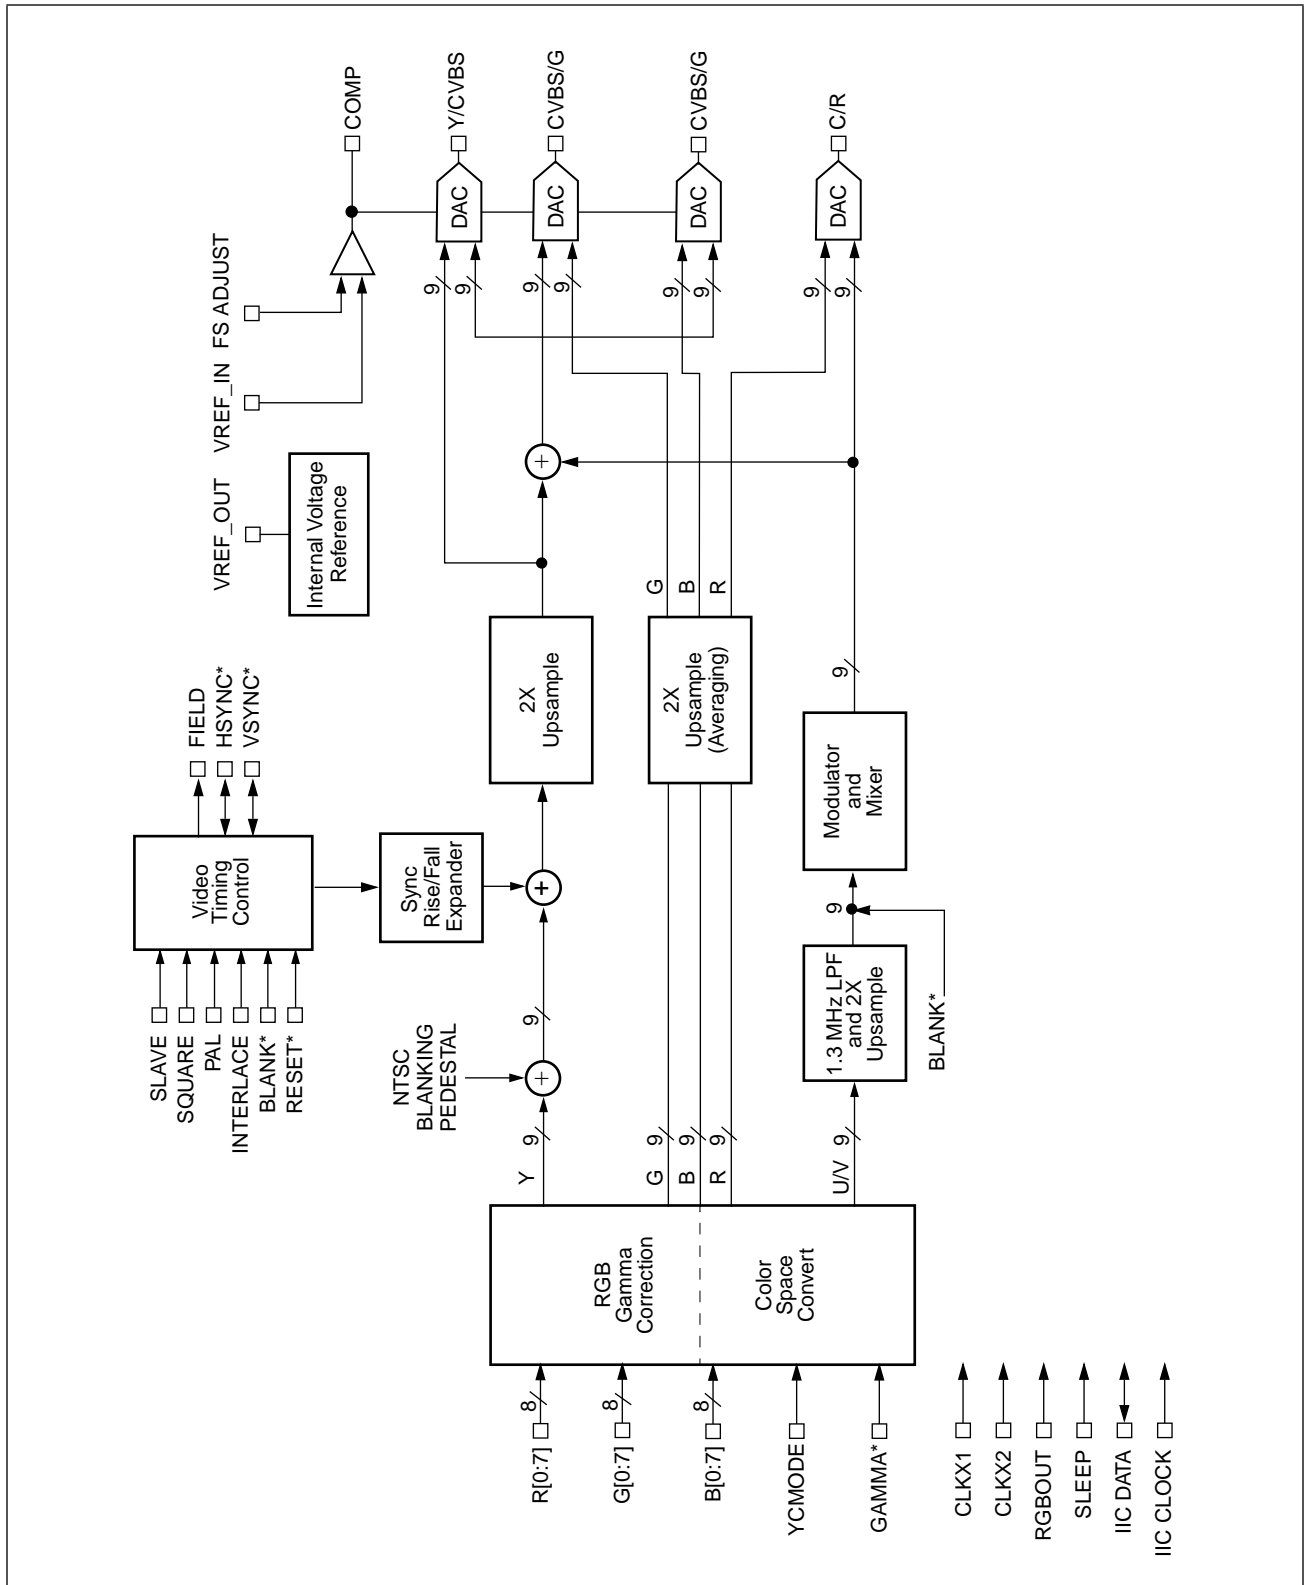 R[0:7]
8
G[0:7]
8
B[0:7]
8
YCMODE
GAMMA*
CLKX1
CLKX2
RGBOUT
SLEEP
IIC DATA
IIC CLOCK
RGB
Gamma
Correction
Color
Space
Convert
Y
9
G
9
B
9
R
9
U/V
9
NTSC
BLANKING
PEDESTAL
+
9
SLAVE
SQUARE
PAL
INTERLACE
BLANK*
RESET*
Video
Timing
Control
FIELD
HSYNC*
VSYNC*
Sync
Rise/Fall
Expander
+
1.3 MHz LPF
and 2X
Upsample
BLANK*
9
Modulator
and
Mixer
9
2X
Upsample
2X
Upsample
(Averaging)
G
B
R
VREF_OUT
Internal Voltage
Reference
VREF_IN
FS ADJUST
+
9
9
9
9
9
9
9
9
DAC
DAC
DAC
DAC
COMP
Y/CVBS
CVBS/G
CVBS/G
C/R